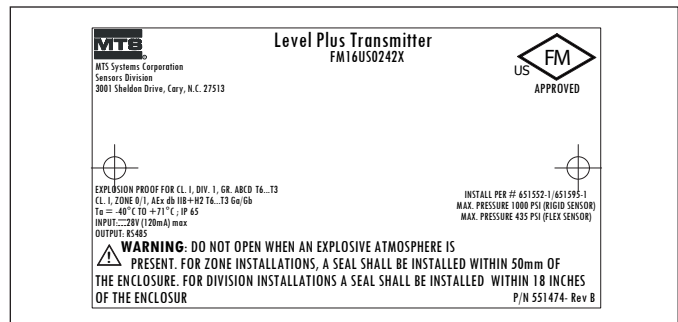 MTS
Level Plus Transmitter
FM16US0242X
MTS Systems Corporation
Sensors Division
3001 Sheldon Drive, Cary, N.C. 27513
FM
US
APPROVED
EXPLOSION PROOF FOR CL. I, DIV. 1, GR. ABCD T6...T3
CL. I, ZONE 0/1, AEx db IIB+H2 T6...T3 Ga/Gb
Ta = -40°C TO +71°C ; IP 65
INPUT:⎓28V (120mA) max
OUTPUT: RS485
INSTALL PER # 651552-1/651595-1
MAX. PRESSURE 1000 PSI (RIGID SENSOR)
MAX. PRESSURE 435 PSI (FLEX SENSOR)
WARNING: DO NOT OPEN WHEN AN EXPLOSIVE ATMOSPHERE IS
PRESENT. FOR ZONE INSTALLATIONS, A SEAL SHALL BE INSTALLED WITHIN 50mm OF
THE ENCLOSURE. FOR DIVISION INSTALLATIONS A SEAL SHALL BE INSTALLED WITHIN 18 INCHES
OF THE ENCLOSUR
P/N 551474- Rev B